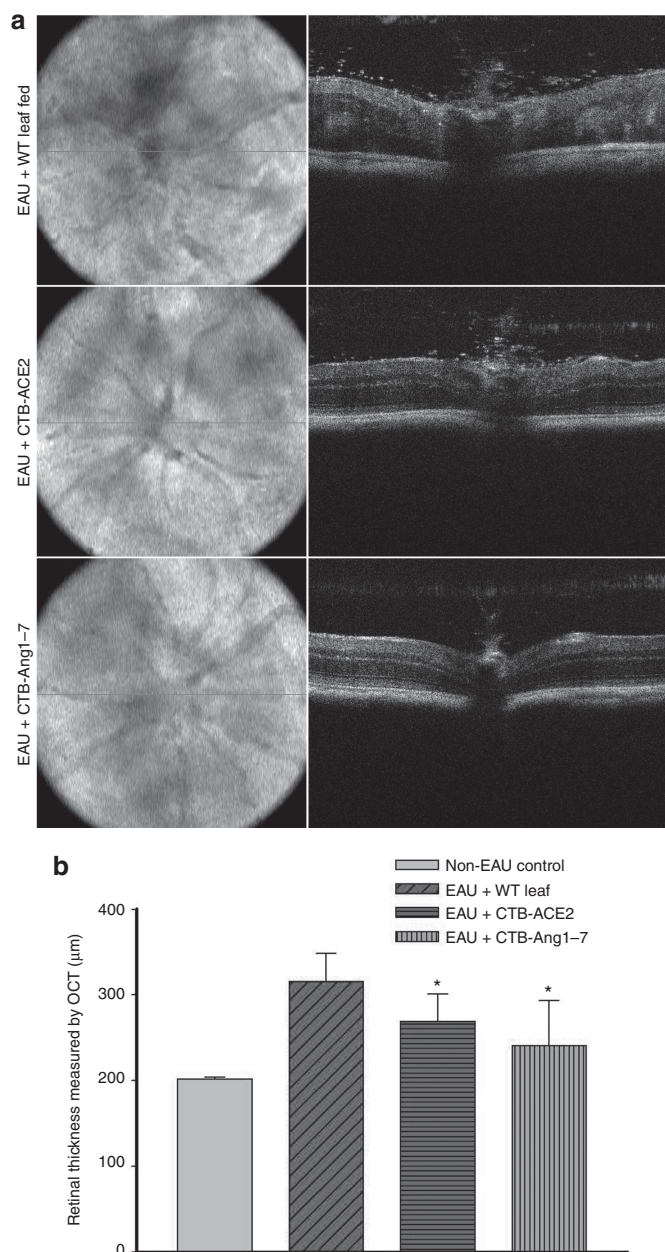 a
EAU + WT leaf fed
EAU + CTB-ACE2
EAU + CTB-Ang1–7
b
Non-EAU control
EAU + WT leaf
EAU + CTB-ACE2
EAU + CTB-Ang1–7
Retinal thickness measured by OCT (μm)
400
300
200
100
0
*
*